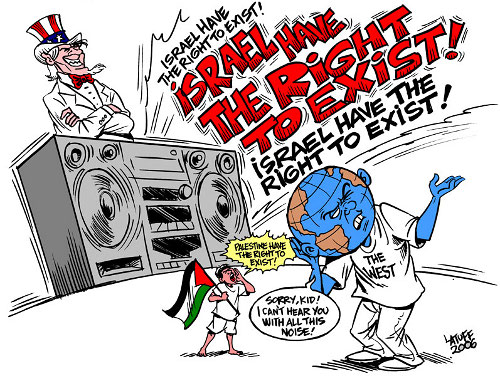 ISRAEL HAVE
THE RIGHT TO EXIST!
ISRAEL HAVE
THE RIGHT
TO EXIST!
ISRAEL HAVE THE
RIGHT TO EXIST!
PALESTINE HAVE
THE RIGHT TO
EXIST!
THE
WEST
SORRY, KID!
I CAN'T HEAR YOU
WITH ALL THIS
NOISE!
LATUFF
2006